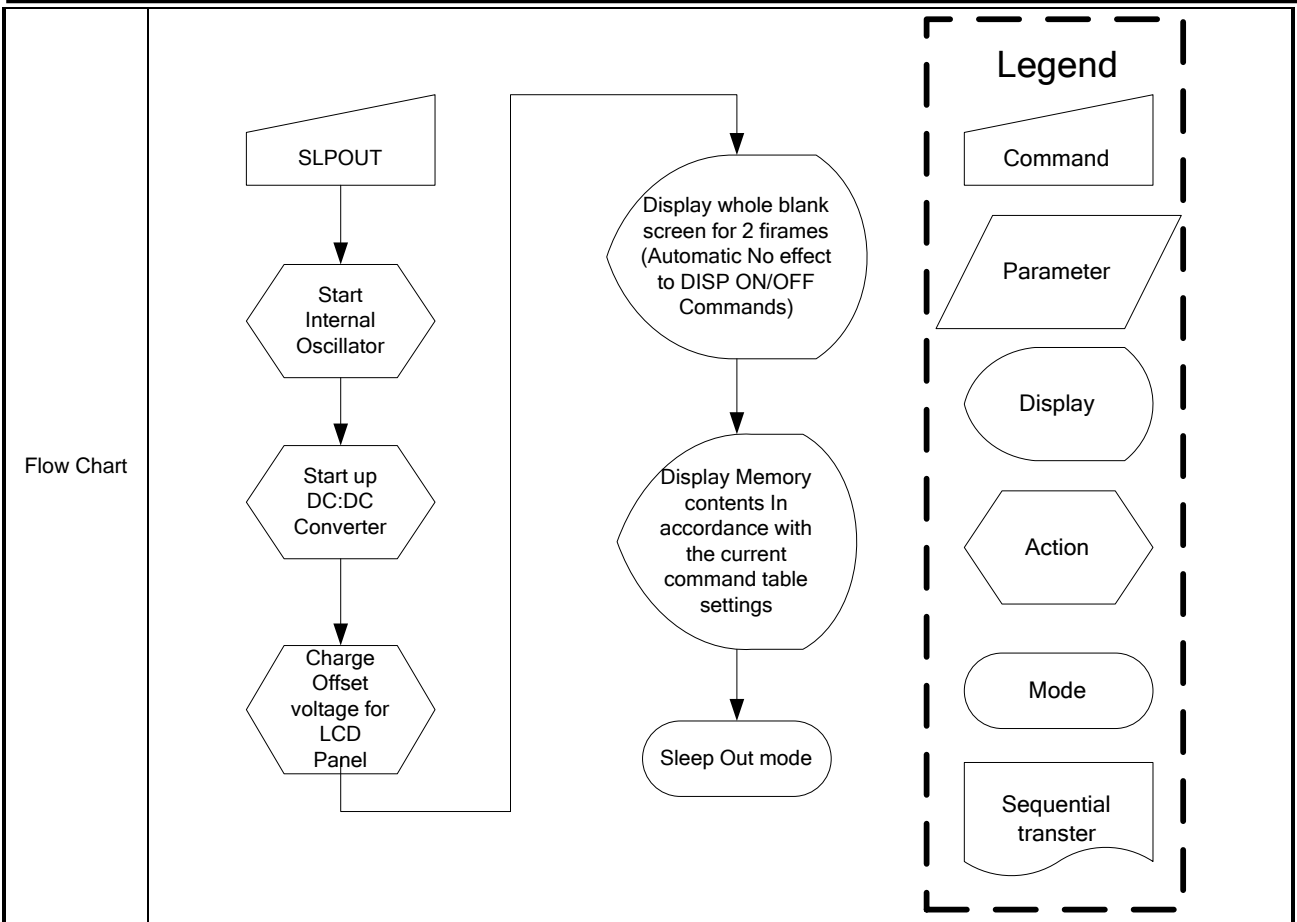 Flow Chart
SLPOUT
Start
Internal
Oscillator
Start up
DC:DC
Converter
Charge
Offset
voltage for
LCD
Panel
Display whole blank
screen for 2 firames
(Automatic No effect
to DISP ON/OFF
Commands)
Display Memory
contents In
accordance with
the current
command table
settings
Sleep Out mode
Legend
Command
Parameter
Display
Action
Mode
Sequential
transter